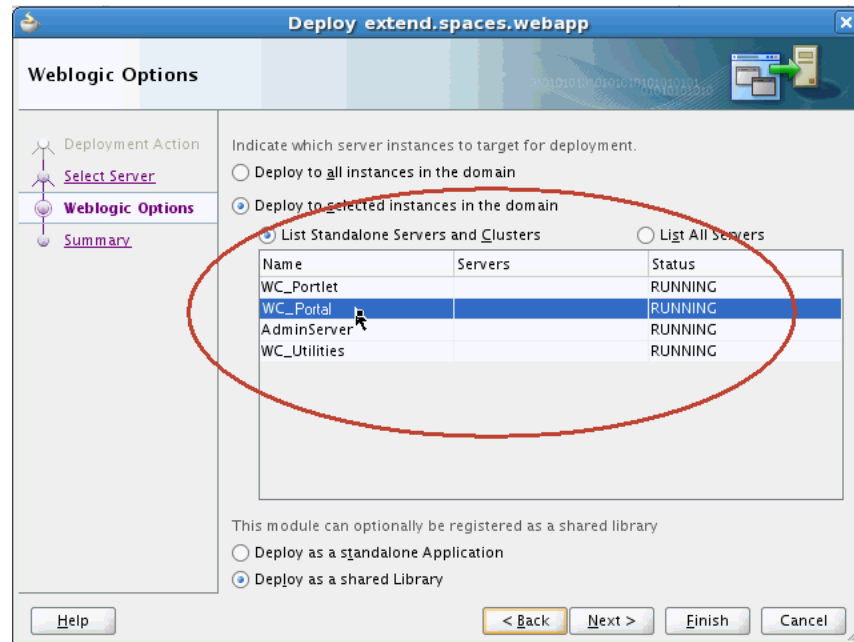 Deploy extend.spaces.webapp
Weblogic Options
Deployment Action
Select Server
Weblogic Options
Summary
Indicate which server instances to target for deployment.
Deploy to all instances in the domain
Deploy to selected instances in the domain
List Standalone Servers and Clusters List All Servers
Name Servers Status
WC_Portlet RUNNING
WC_Portal RUNNING
AdminServer RUNNING
WC_Utilities RUNNING
This module can optionally be registered as a shared library
Deploy as a standalone Application
Deploy as a shared Library
Help < Back Next > Finish Cancel